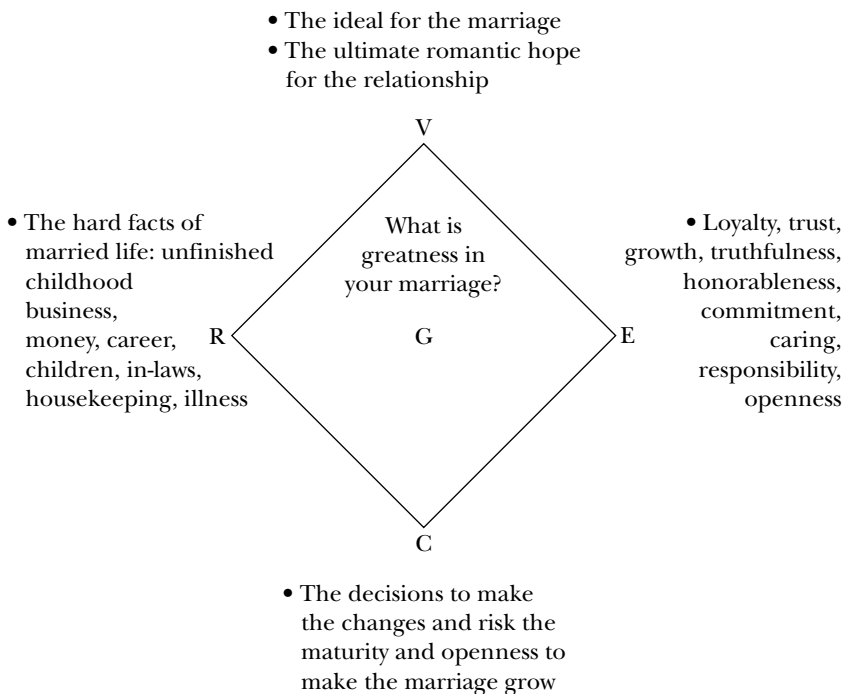 • The ideal for the marriage
• The ultimate romantic hope
for the relationship
V
• The hard facts of
married life: unfinished
childhood
business,
money, career,
children, in-laws,
housekeeping, illness
R
What is
greatness in
your marriage?
G
E
• Loyalty, trust,
growth, truthfulness,
honorableness,
commitment,
caring,
responsibility,
openness
C
• The decisions to make
the changes and risk the
maturity and openness to
make the marriage grow